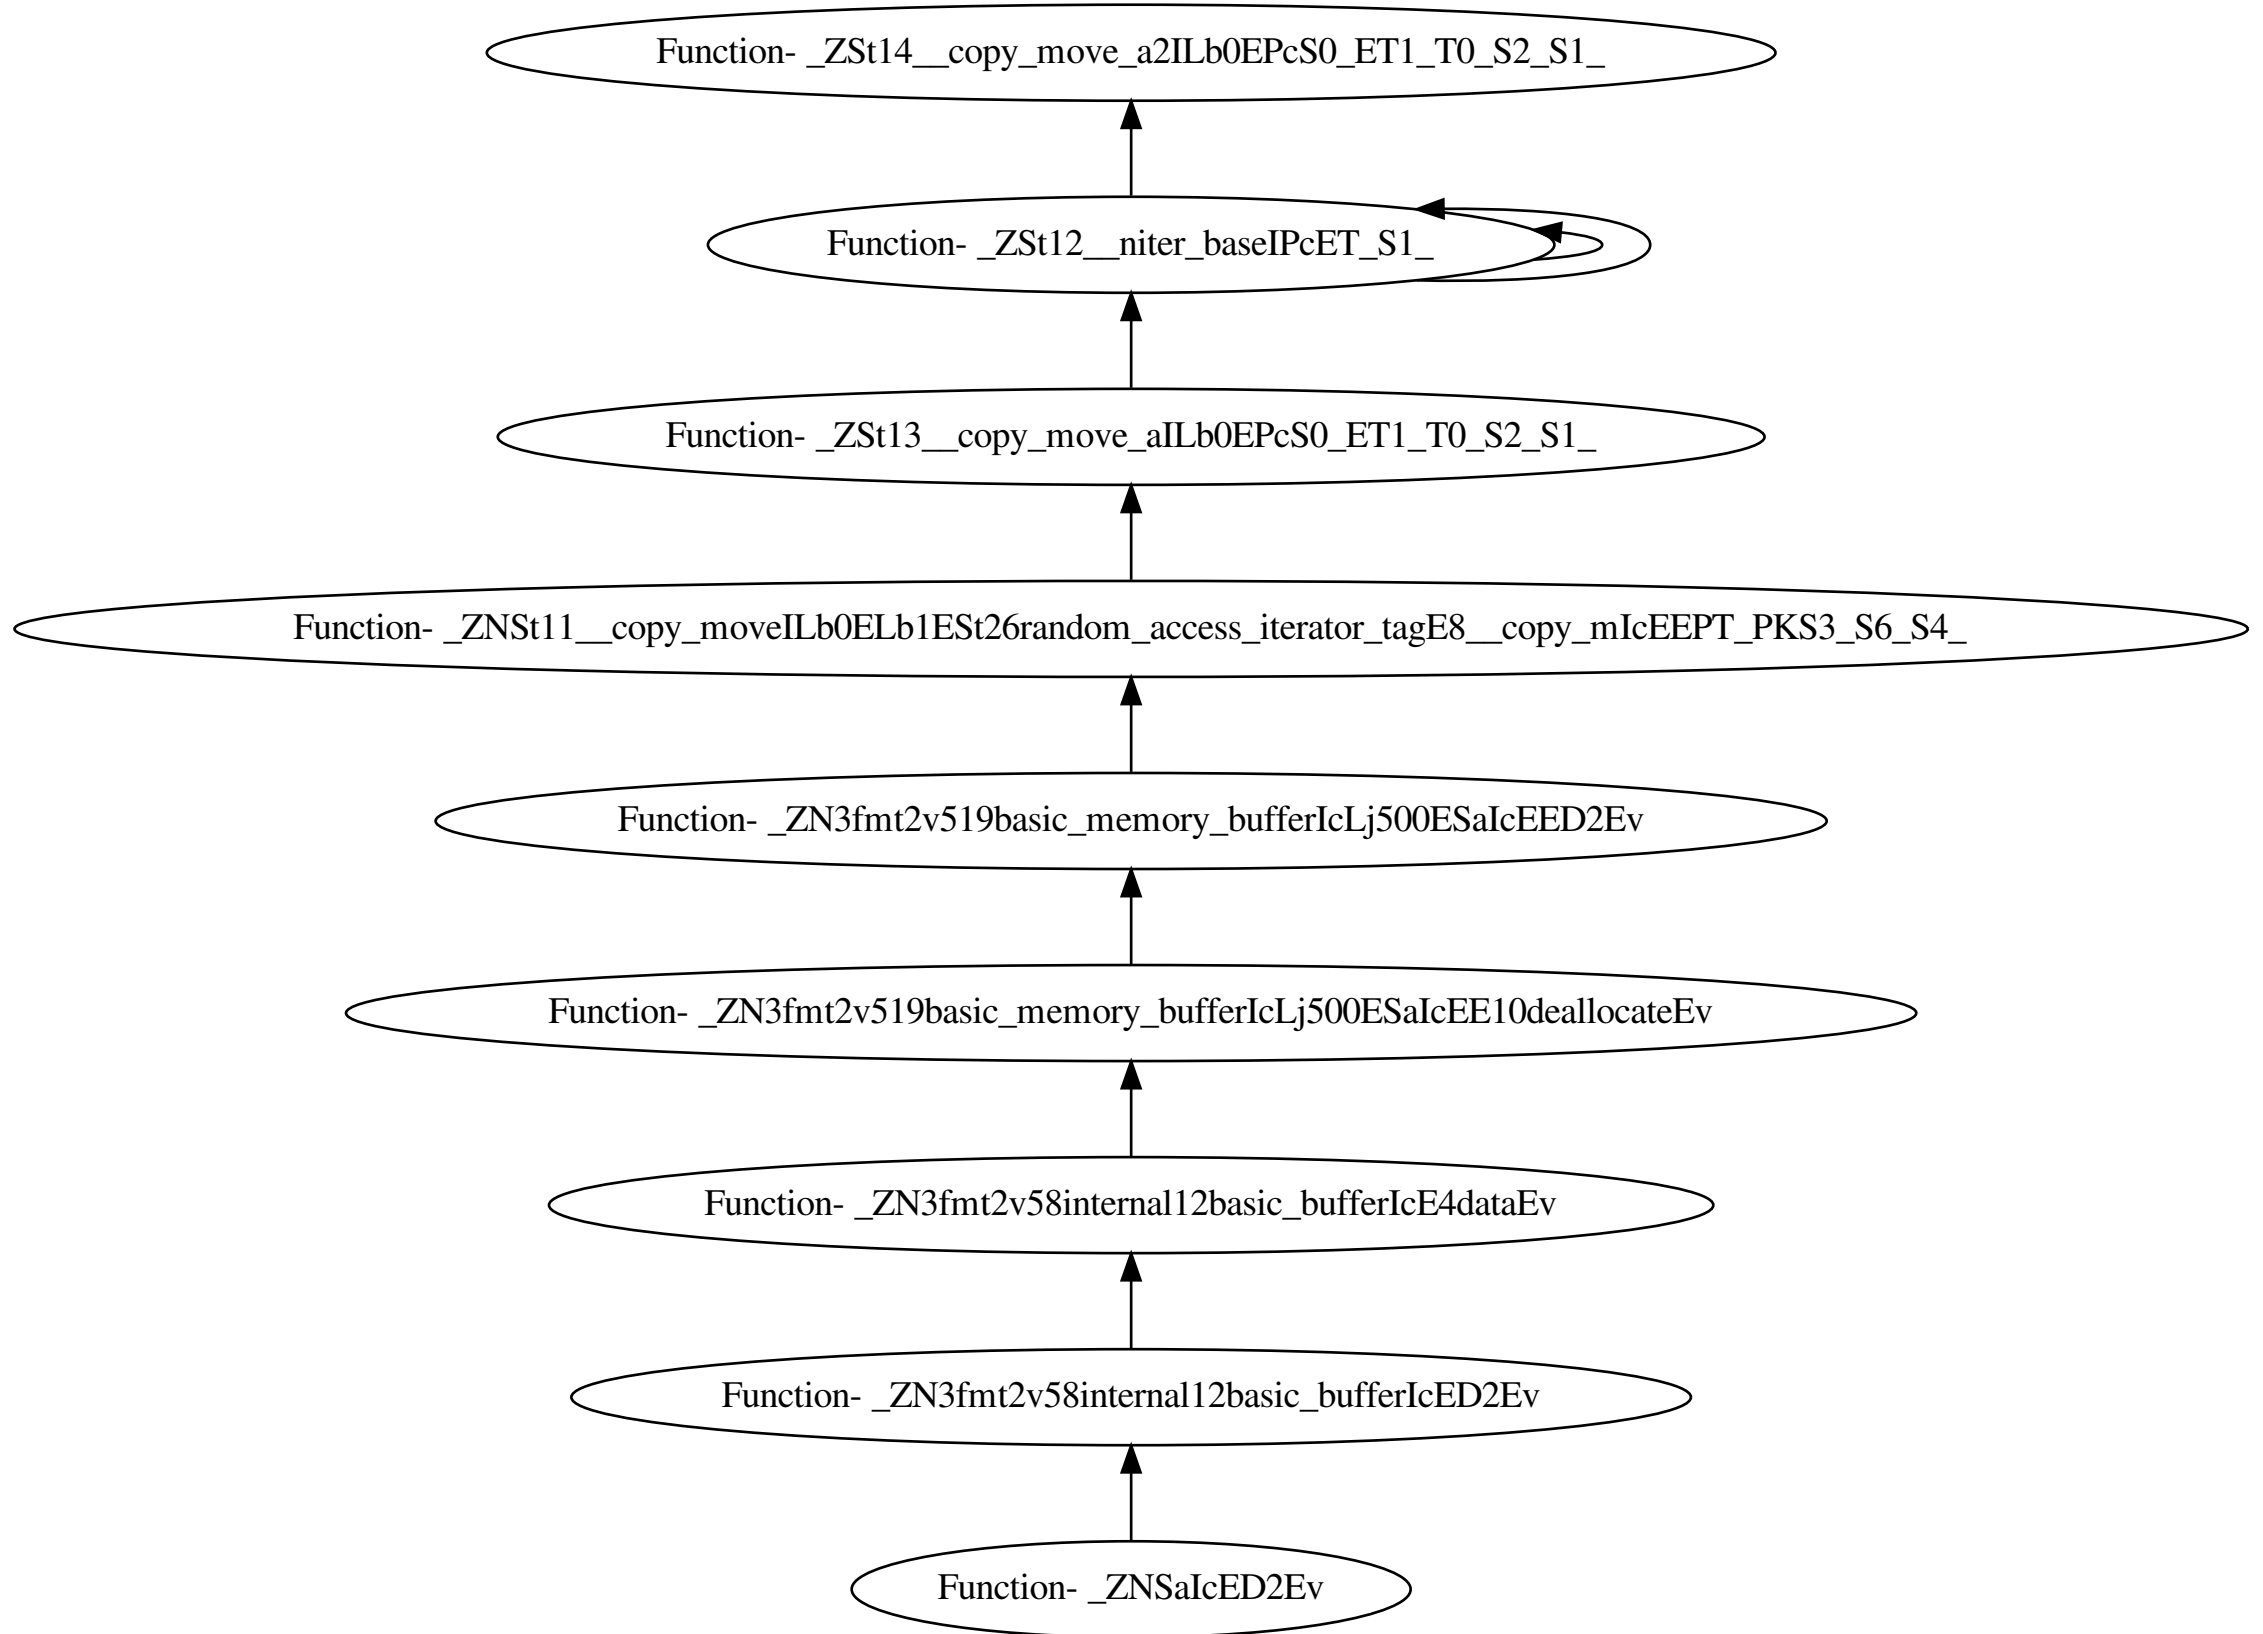 Function- _ZSt14__copy_move_a2ILb0EPcS0_ET1_T0_S2_S1_
Function- _ZSt12__niter_baseIPcET_S1_
Function- _ZSt13__copy_move_aILb0EPcS0_ET1_T0_S2_S1_
Function- _ZNSt11__copy_moveILb0ELb1ESt26random_access_iterator_tagE8__copy_mIcEEPT_PKS3_S6_S4_
Function- _ZN3fmt2v519basic_memory_bufferIcLj500ESaIcEED2Ev
Function- _ZN3fmt2v519basic_memory_bufferIcLj500ESaIcEE10deallocateEv
Function- _ZN3fmt2v58internal12basic_bufferIcE4dataEv
Function- _ZN3fmt2v58internal12basic_bufferIcED2Ev
Function- _ZNSaIcED2Ev